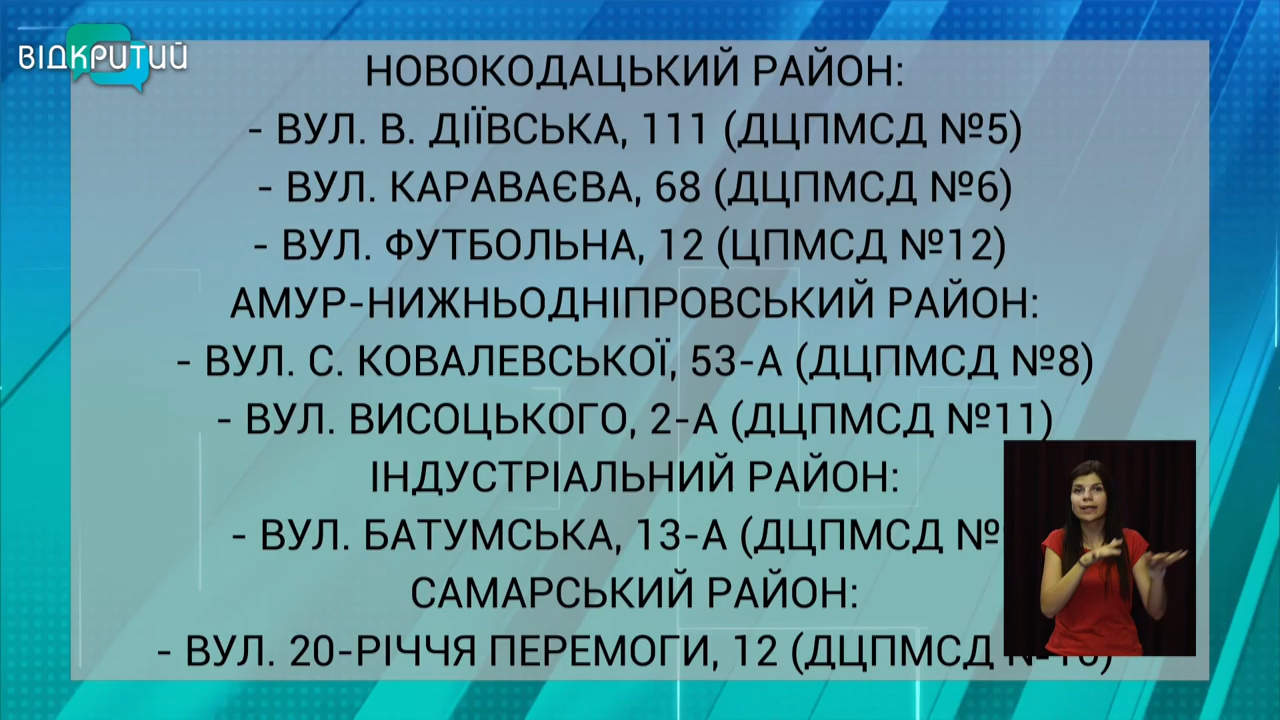 ВІДКРИТИЙ
НОВОКОДАЦЬКИЙ РАЙОН:
- ВУЛ. В. ДІЇВСЬКА, 111 (ДЦПМСД №5)
- ВУЛ. КАРАВАЄВА, 68 (ДЦПМСД №6)
- ВУЛ. ФУТБОЛЬНА, 12 (ЦПМСД №12)
АМУР-НИЖНЬОДНІПРОВСЬКИЙ РАЙОН:
- ВУЛ. С. КОВАЛЕВСЬКОЇ, 53-А (ДЦПМСД №8)
- ВУЛ. ВИСОЦЬКОГО, 2-А (ДЦПМСД №11)
ІНДУСТРІАЛЬНИЙ РАЙОН:
- ВУЛ. БАТУМСЬКА, 13-А (ДЦПМСД №
САМАРСЬКИЙ РАЙОН:
- ВУЛ. 20-РІЧЧЯ ПЕРЕМОГИ, 12 (ДЦПМСД